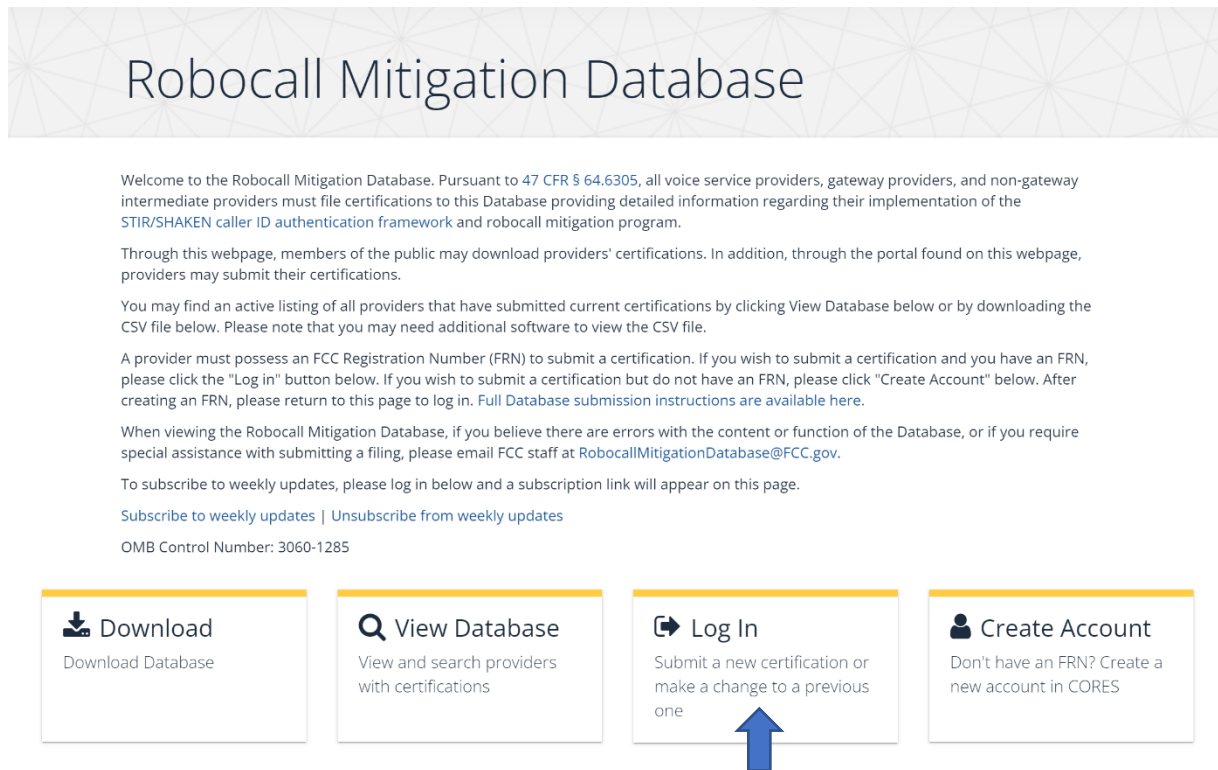 Robocall Mitigation Database
Welcome to the Robocall Mitigation Database. Pursuant to 47 CFR § 64.6305, all voice service providers, gateway providers, and non-gateway
intermediate providers must file certifications to this Database providing detailed information regarding their implementation of the
STIR/SHAKEN caller ID authentication framework and robocall mitigation program.
Through this webpage, members of the public may download providers' certifications. In addition, through the portal found on this webpage,
providers may submit their certifications.
You may find an active listing of all providers that have submitted current certifications by clicking View Database below or by downloading the
CSV file below. Please note that you may need additional software to view the CSV file.
A provider must possess an FCC Registration Number (FRN) to submit a certification. If you wish to submit a certification and you have an FRN,
please click the "Log in" button below. If you wish to submit a certification but do not have an FRN, please click "Create Account" below. After
creating an FRN, please return to this page to log in. Full Database submission instructions are available here.
When viewing the Robocall Mitigation Database, if you believe there are errors with the content or function of the Database, or if you require
special assistance with submitting a filing, please email FCC staff at RobocallMitigationDatabase@FCC.gov.
To subscribe to weekly updates, please log in below and a subscription link will appear on this page.
Subscribe to weekly updates | Unsubscribe from weekly updates
OMB Control Number: 3060-1285
Download
Download Database
View Database
View and search providers
with certifications
Log In
Submit a new certification or
make a change to a previous
one
Create Account
Don't have an FRN? Create a
new account in CORES